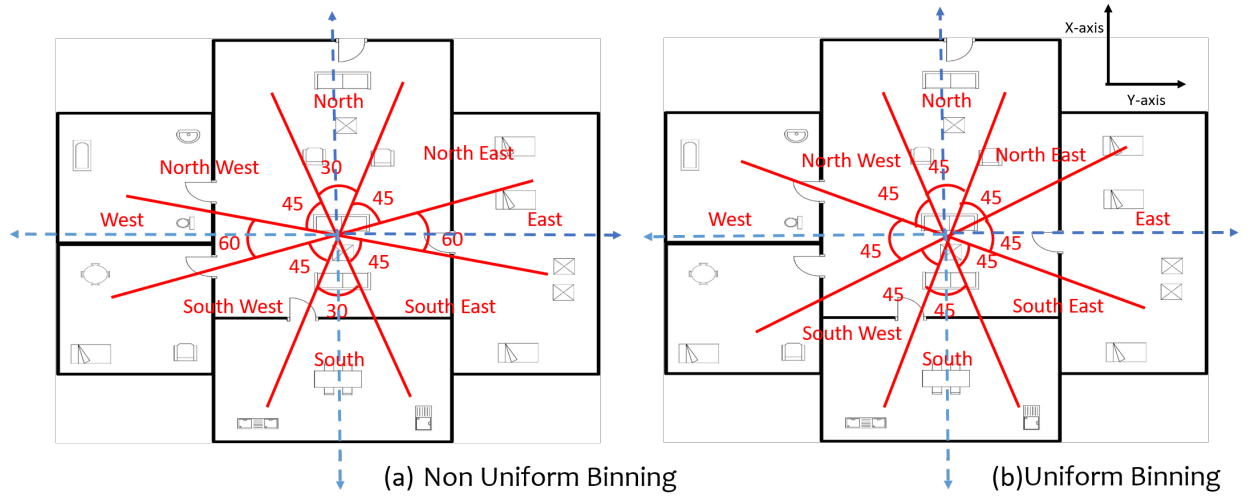 North
30
North West
North East
45
45
West
East
60
60
45
45
South West
South East
30
South
(a) Non Uniform Binning
X-axis
Y-axis
North
North West
North East
45
45
45
West
East
45
45
45
45
45
South West
South East
South
(b)Uniform Binning